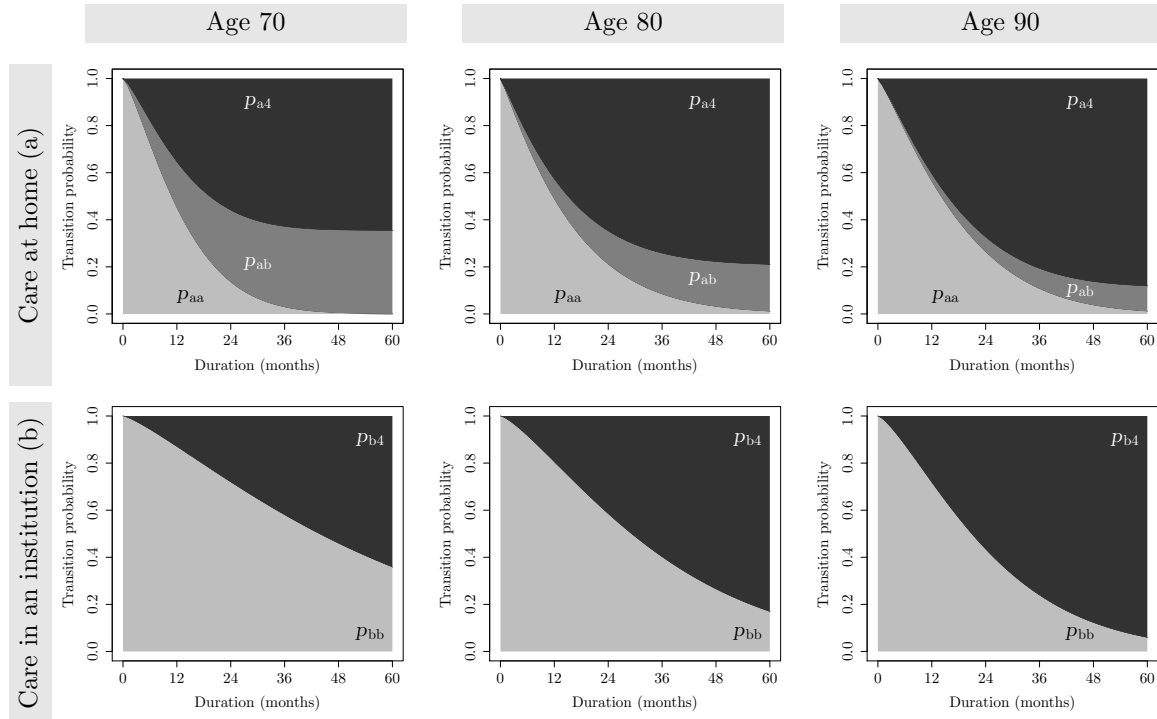 Age 70
Age 80
Age 90
Care at home (a)
Transition probability
0.0 0.2 0.4 0.6 0.8 1.0
p_a4
p_ab
p_aa
0 12 24 36 48 60
Duration (months)
Transition probability
0.0 0.2 0.4 0.6 0.8 1.0
p_a4
p_ab
p_aa
0 12 24 36 48 60
Duration (months)
Transition probability
0.0 0.2 0.4 0.6 0.8 1.0
p_a4
p_ab
p_aa
0 12 24 36 48 60
Duration (months)
Care in an institution (b)
Transition probability
0.0 0.2 0.4 0.6 0.8 1.0
p_b4
p_bb
0 12 24 36 48 60
Duration (months)
Transition probability
0.0 0.2 0.4 0.6 0.8 1.0
p_b4
p_bb
0 12 24 36 48 60
Duration (months)
Transition probability
0.0 0.2 0.4 0.6 0.8 1.0
p_b4
p_bb
0 12 24 36 48 60
Duration (months)